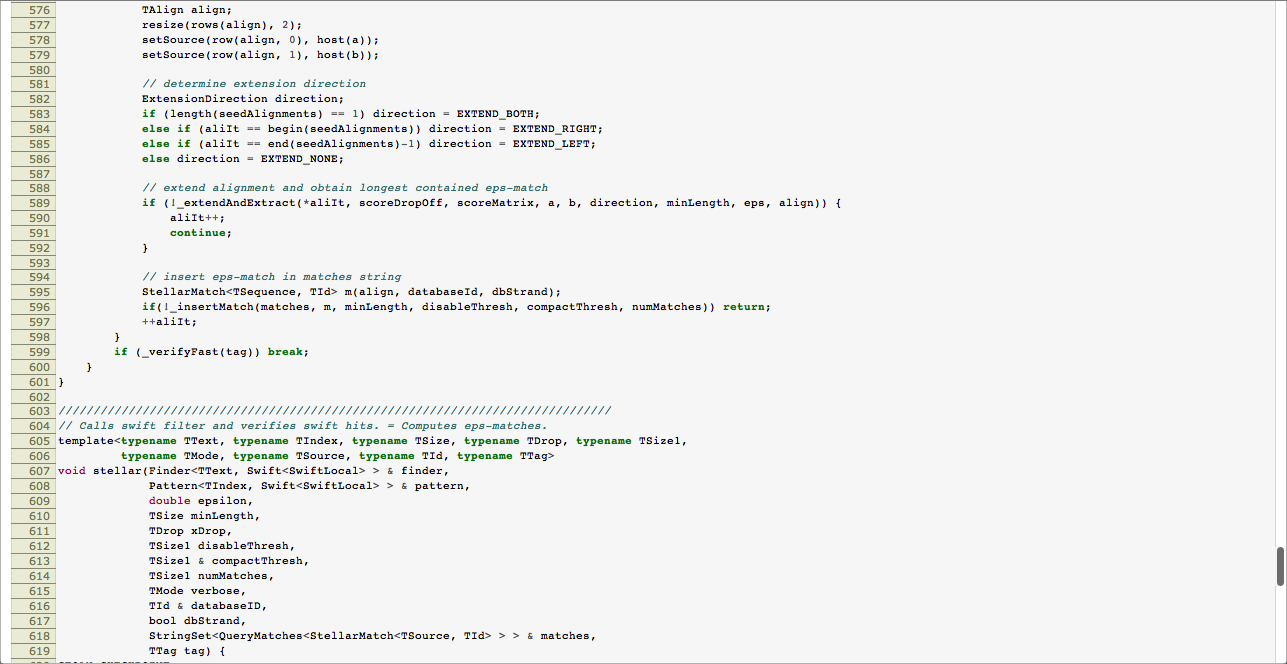 576 TAlign align;
577 resize(rows(align), 2);
578 setSource(row(align, 0), host(a));
579 setSource(row(align, 1), host(b));
580
581 // determine extension direction
582 ExtensionDirection direction;
583 if (length(seedAlignments) == 1) direction = EXTEND_BOTH;
584 else if (aliIt == begin(seedAlignments)) direction = EXTEND_RIGHT;
585 else if (aliIt == end(seedAlignments)-1) direction = EXTEND_LEFT;
586 else direction = EXTEND_NONE;
587
588 // extend alignment and obtain longest contained eps-match
589 if (!_extendAndExtract(*aliIt, scoreDropOff, scoreMatrix, a, b, direction, minLength, eps, align)) {
590 aliIt++;
591 continue;
592 }
593
594 // insert eps-match in matches string
595 StellarMatch<TSequence, TId> m(align, databaseId, dbStrand);
596 if(!_insertMatch(matches, m, minLength, disableThresh, compactThresh, numMatches)) return;
597 ++aliIt;
598 }
599 if (_verifyFast(tag)) break;
600 }
601 }
602
603 ///////////////////////////////////////////////////////////////////////////////
604 // Calls swift filter and verifies swift hits. = Computes eps-matches.
605 template<typename TText, typename TIndex, typename TSize, typename TDrop, typename TSize1,
606 typename TMode, typename TSource, typename TId, typename TTag>
607 void stellar(Finder<TText, Swift<SwiftLocal> > & finder,
608 Pattern<TIndex, Swift<SwiftLocal> > & pattern,
609 double epsilon,
610 TSize minLength,
611 TDrop xDrop,
612 TSize1 disableThresh,
613 TSize1 & compactThresh,
614 TSize1 numMatches,
615 TMode verbose,
616 TId & databaseID,
617 bool dbStrand,
618 StringSet<QueryMatches<StellarMatch<TSource, TId> > > & matches,
619 TTag tag) {